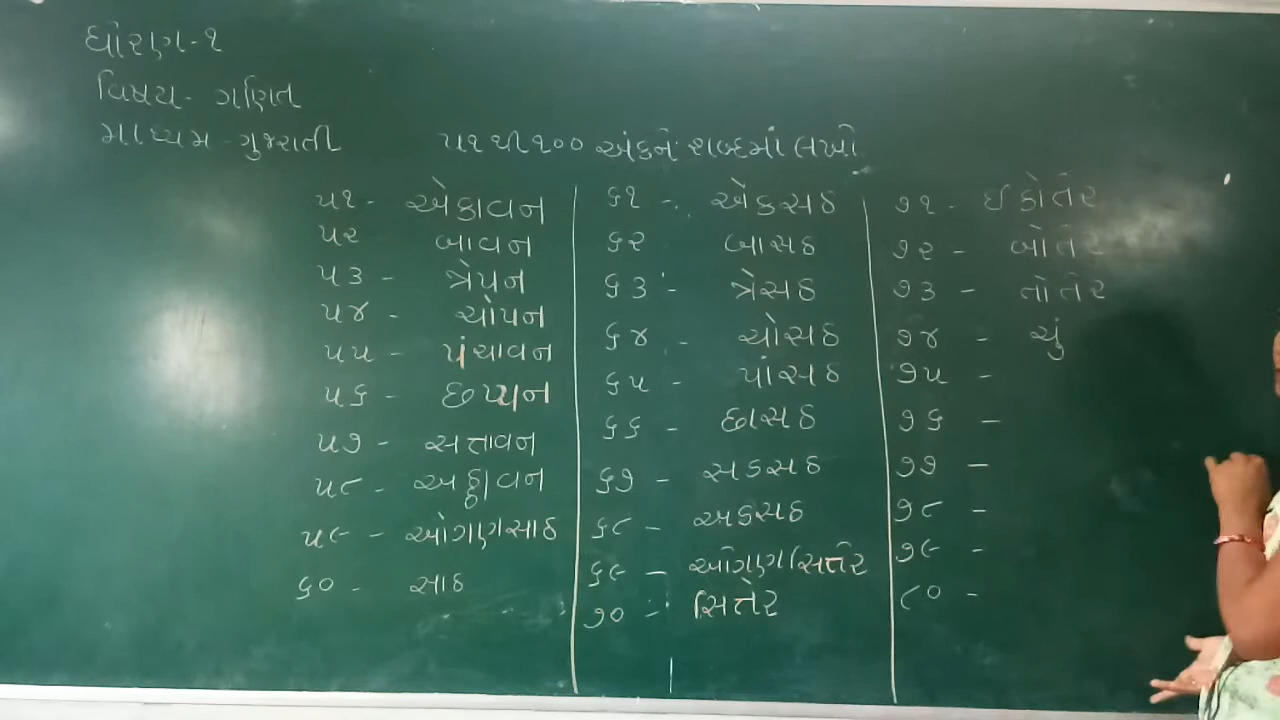 ધોરણ-૧
વિષય- ગણિત
માધ્યમ-ગુજરાતી
૫૧થી૧૦૦ અંકને શબ્દમાં લખો
૫૧- એકાવન
૫૨ બાવન
૫૩- ત્રેપન
૫૪- ચોપન
૫૫- પંચાવન
૫૬- છપ્પન
૫૭- સત્તાવન
૫૮- અઠ્ઠાવન
૫૯- ઓગણસાઠ
૬૦- સાઠ
૬૧- એકસઠ
૬૨ બાસઠ
૬૩- ત્રેસઠ
૬૪- ચોસઠ
૬૫- પાંસઠ
૬૬- છાસઠ
૬૭- સડસઠ
૬૮- અડસઠ
૬૯- ઓગણસિત્તેર
૭૦- સિત્તેર
૭૧- ઈકોતેર
૭૨- બોતેર
૭૩- તોતેર
૭૪- ચું
૭૫-
૭૬-
૭૭-
૭૮-
૭૯-
૮૦-